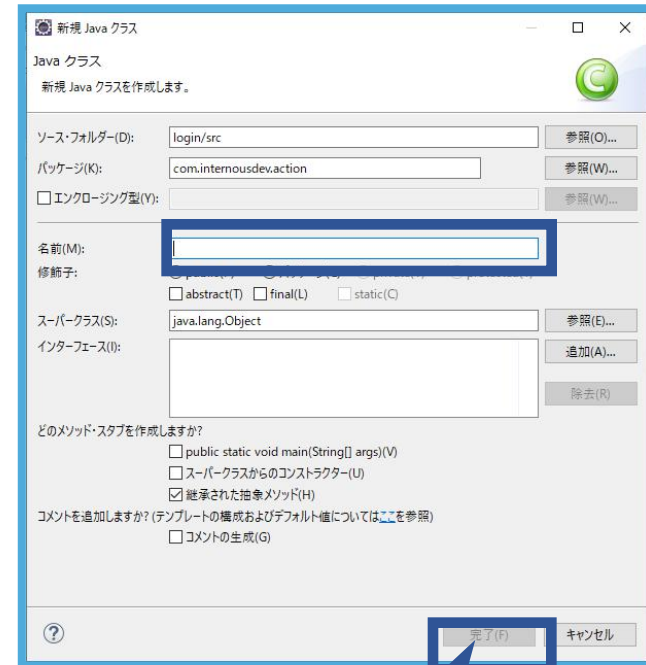 新規 Java クラス
Java クラス
新規 Java クラスを作成します。
ソース・フォルダー(D): login/src 参照(O)...
パッケージ(K): com.internousdev.action 参照(W)...
エンクロージング型(Y): 参照(W)...
名前(M):
修飾子:
abstract(T) final(L) static(C)
スーパークラス(S): java.lang.Object 参照(E)...
インターフェース(I): 追加(A)...
除去(R)
どのメソッド・スタブを作成しますか?
public static void main(String[] args)(V)
スーパークラスからのコンストラクター(U)
継承された抽象メソッド(H)
コメントを追加しますか? (テンプレートの構成およびデフォルト値についてはここを参照)
コメントの生成(G)
完了(F) キャンセル